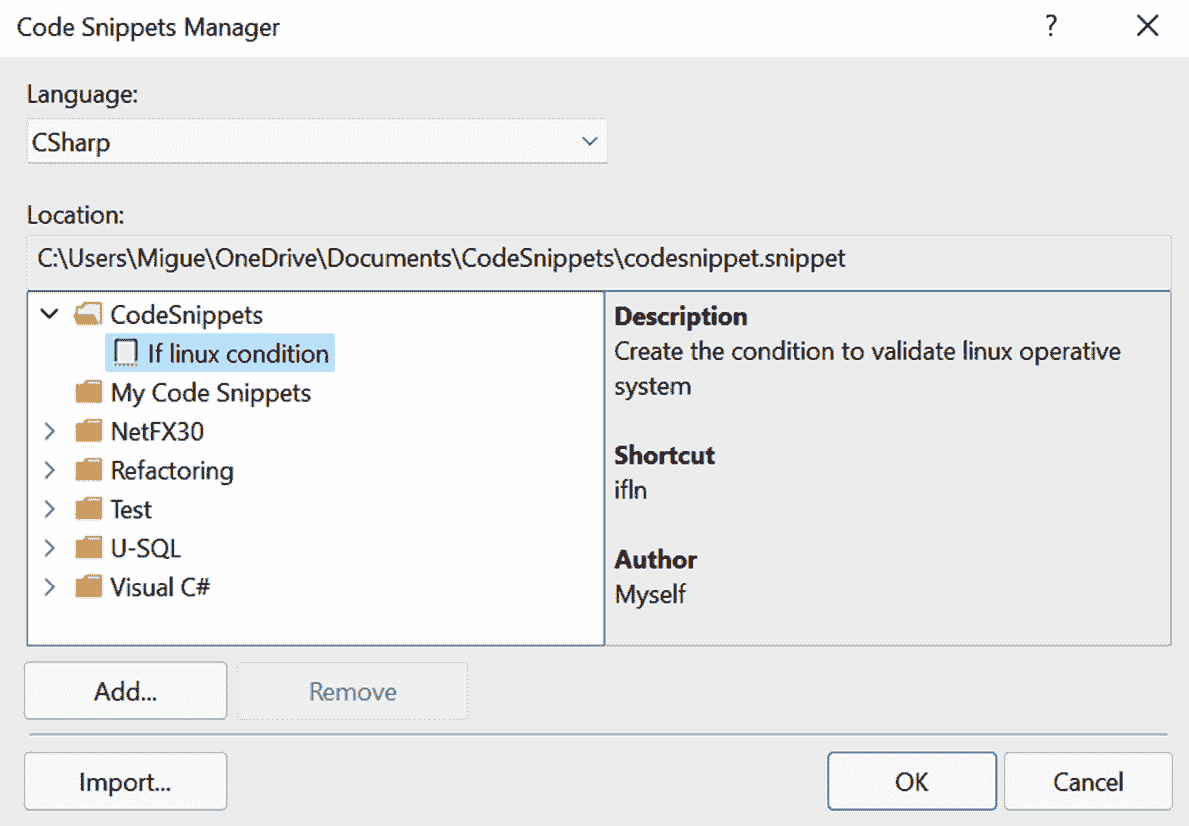 Code Snippets Manager
?
Language:
CSharp
Location:
C:\Users\Migue\OneDrive\Documents\CodeSnippets\codesnippet.snippet
CodeSnippets
If linux condition
My Code Snippets
NetFX30
Refactoring
Test
U-SQL
Visual C#
Description
Create the condition to validate linux operative
system
Shortcut
ifln
Author
Myself
Add...
Remove
Import...
OK
Cancel